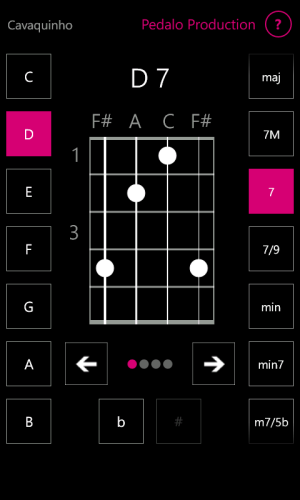 Cavaquinho Pedalo Production ?
D 7
F# A C F#
1
3
C
D
E
F
G
A
B
maj
7M
7
7/9
min
min7
m7/5b
b #